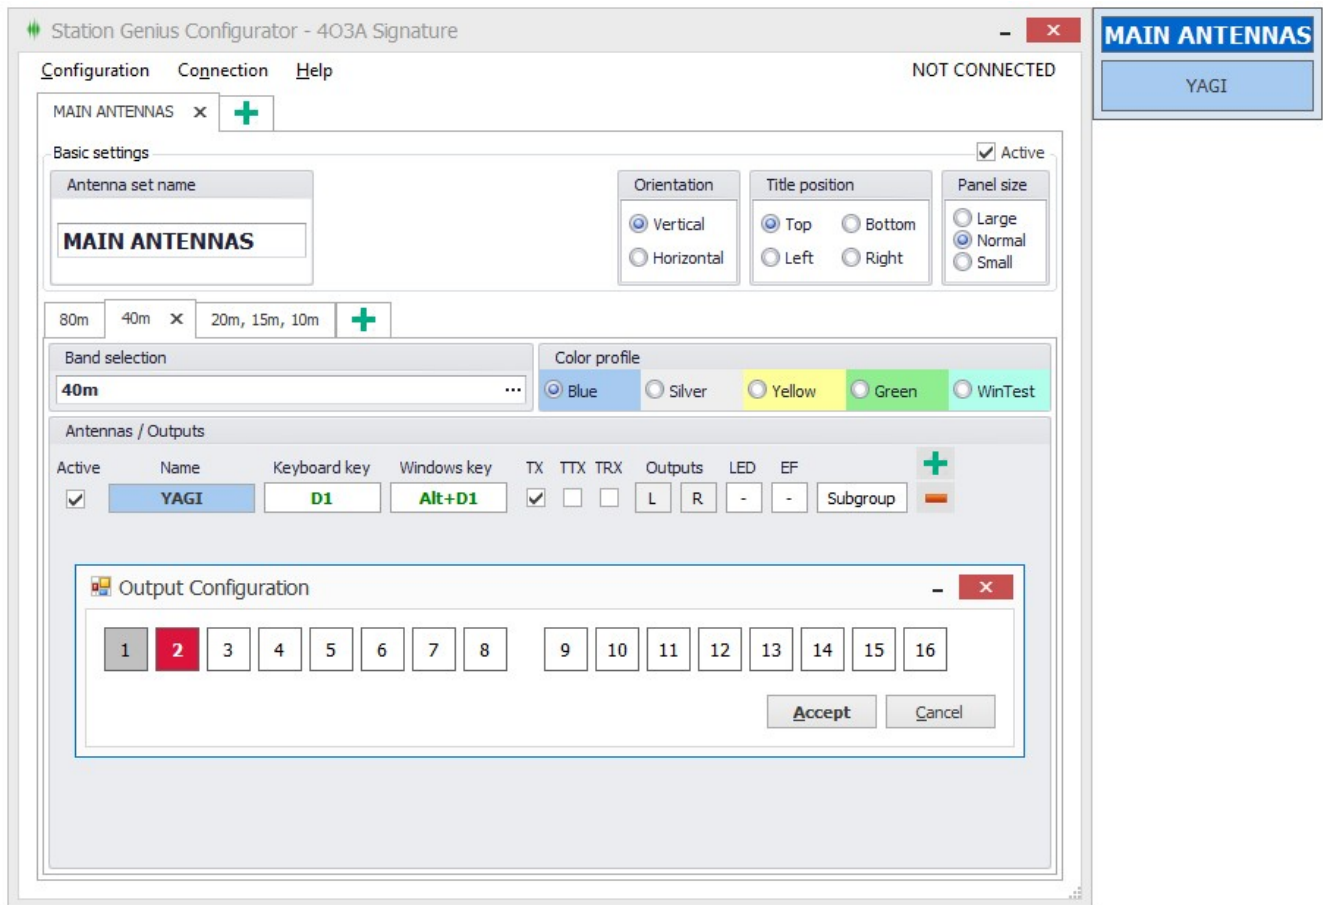 Station Genius Configurator - 4O3A Signature
MAIN ANTENNAS
YAGI
Configuration Connection Help NOT CONNECTED
MAIN ANTENNAS
Basic settings Active
Antenna set name Orientation Title position Panel size
MAIN ANTENNAS
Vertical Top Bottom Large
Normal
Horizontal Left Right Small
80m 40m 20m, 15m, 10m
Band selection Color profile
40m ... Blue Silver Yellow Green WinTest
Antennas / Outputs
Active Name Keyboard key Windows key TX TTX TRX Outputs LED EF
YAGI D1 Alt+D1 L R - - Subgroup
Output Configuration
1 2 3 4 5 6 7 8 9 10 11 12 13 14 15 16
Accept Cancel